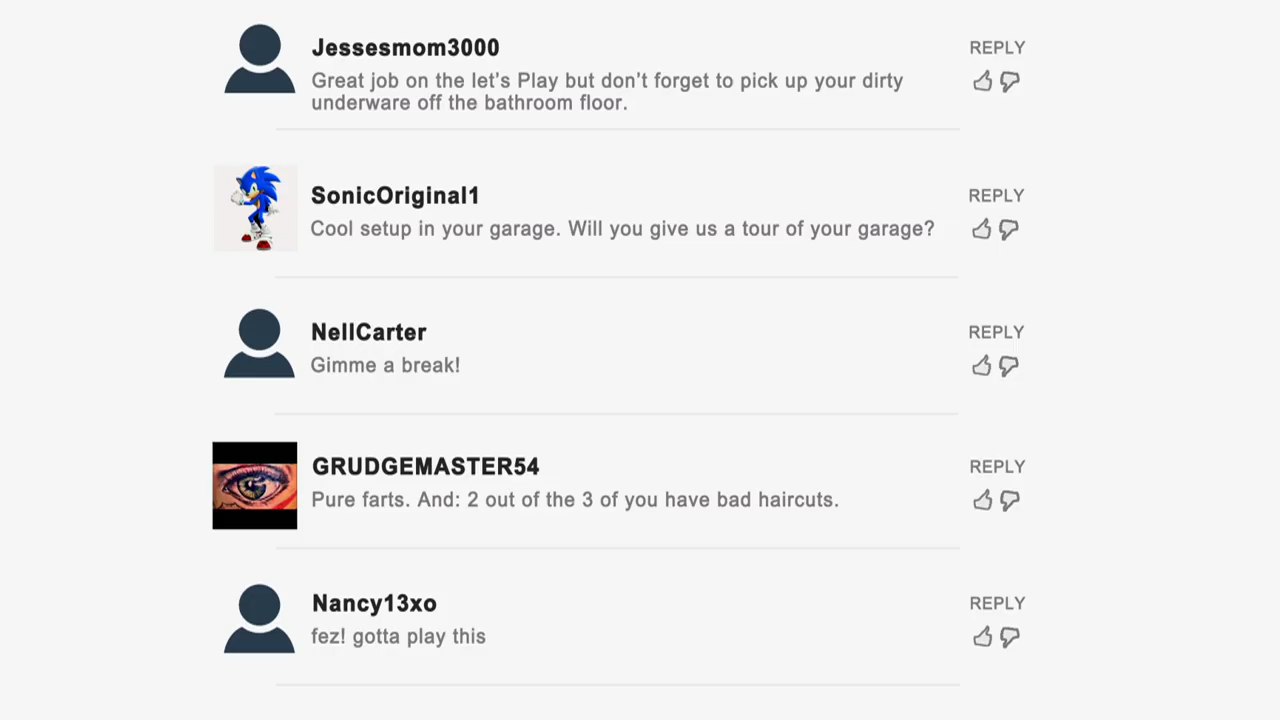 Jessesmom3000
REPLY
Great job on the let's Play but don't forget to pick up your dirty
underware off the bathroom floor.
SonicOriginal1
REPLY
Cool setup in your garage. Will you give us a tour of your garage?
NellCarter
REPLY
Gimme a break!
GRUDGEMASTER54
REPLY
Pure farts. And: 2 out of the 3 of you have bad haircuts.
Nancy13xo
REPLY
fez! gotta play this